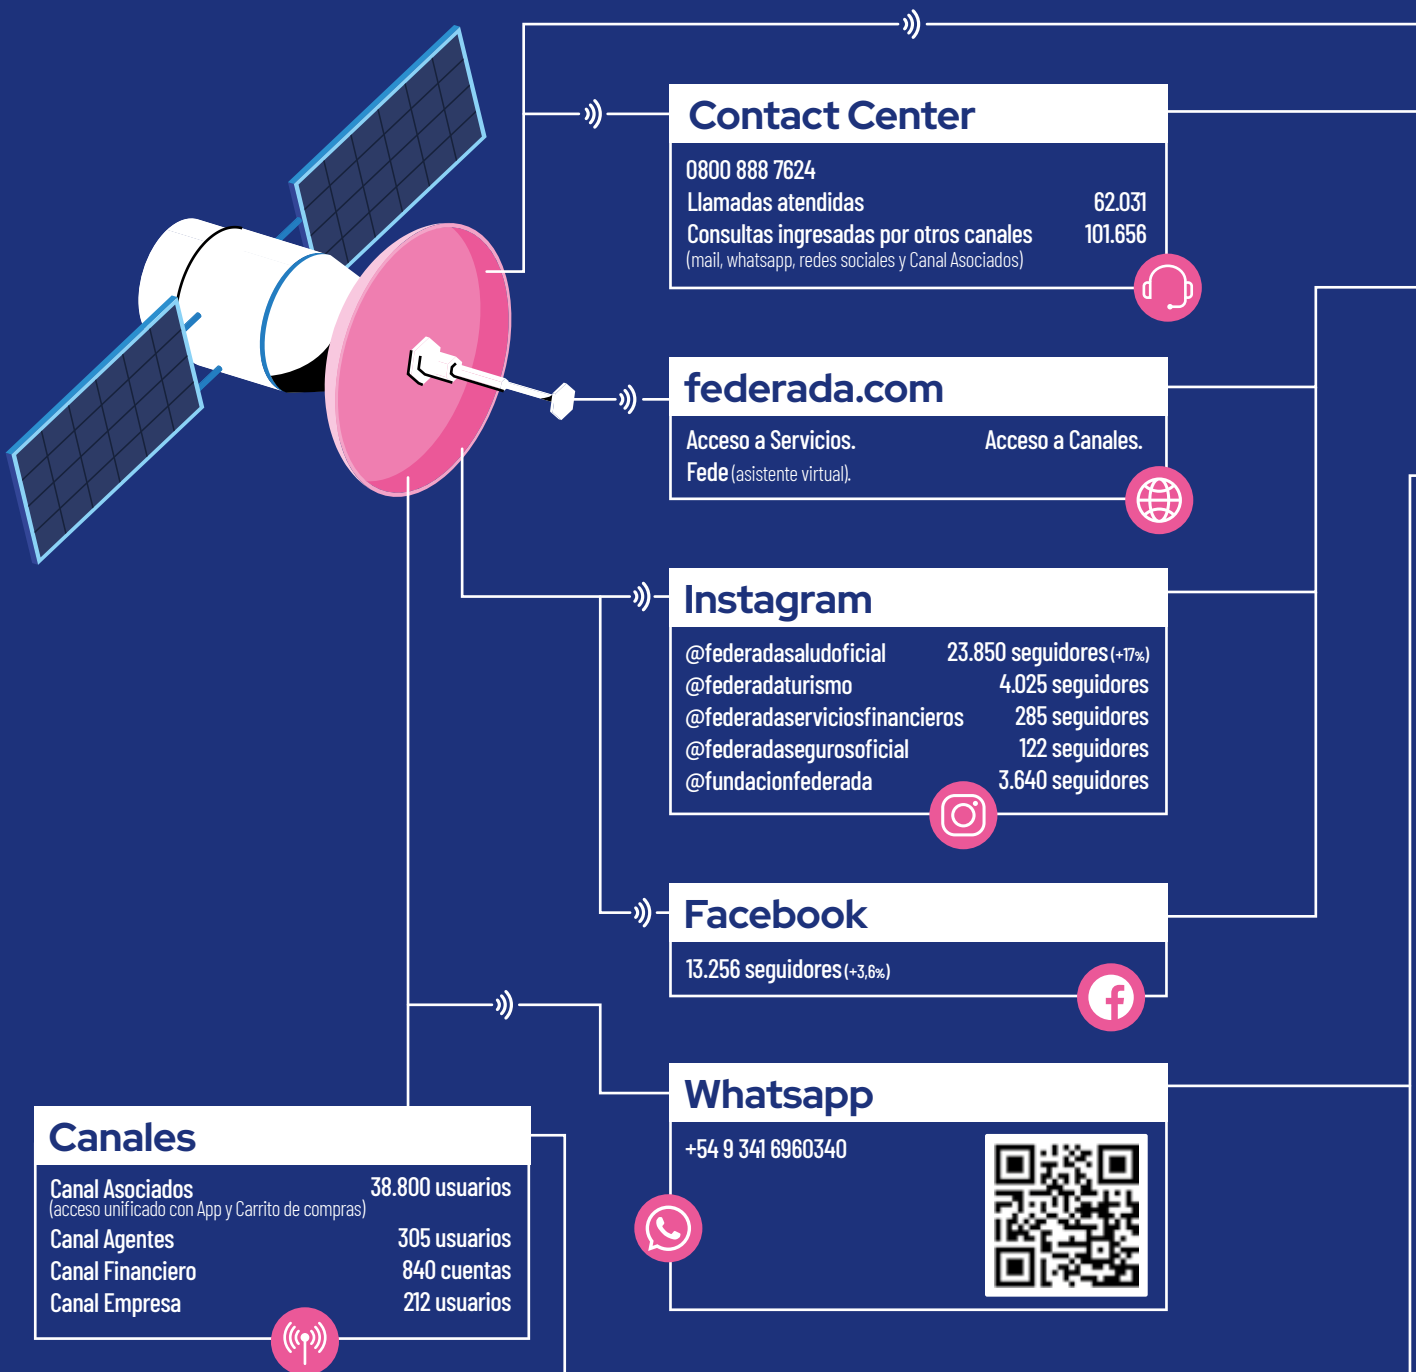 Contact Center
0800 888 7624
Llamadas atendidas 62.031
Consultas ingresadas por otros canales 101.656
(mail, whatsapp, redes sociales y Canal Asociados)
federada.com
Acceso a Servicios. Acceso a Canales.
Fede (asistente virtual).
Instagram
@federadasaludoficial 23.850 seguidores (+17%)
@federadaturismo 4.025 seguidores
@federadaserviciosfinancieros 285 seguidores
@federadasegurosoficial 122 seguidores
@fundacionfederada 3.640 seguidores
Facebook
13.256 seguidores (+3,6%)
Whatsapp
+54 9 341 6960340
Canales
Canal Asociados 38.800 usuarios
(acceso unificado con App y Carrito de compras)
Canal Agentes 305 usuarios
Canal Financiero 840 cuentas
Canal Empresa 212 usuarios